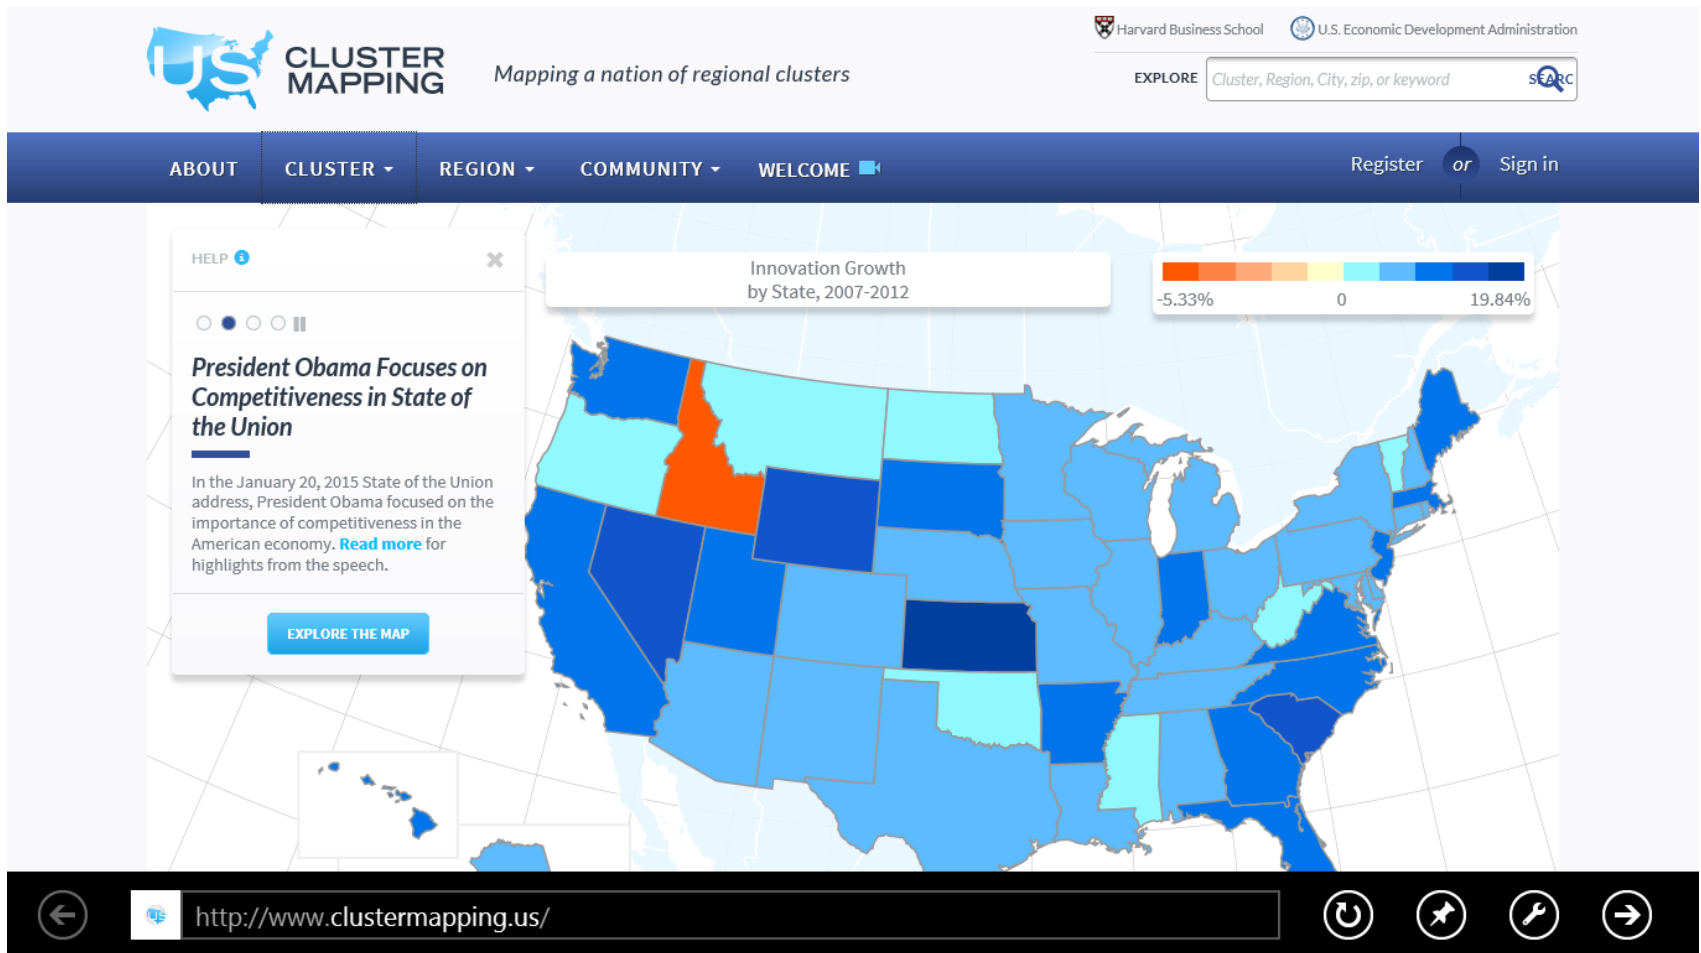 Harvard Business School
U.S. Economic Development Administration
US CLUSTER
MAPPING
Mapping a nation of regional clusters
EXPLORE
Cluster, Region, City, zip, or keyword
SEARC
ABOUT
CLUSTER
REGION
COMMUNITY
WELCOME
Register
or
Sign in
HELP i
Innovation Growth
by State, 2007-2012
-5.33%
0
19.84%
President Obama Focuses on
Competitiveness in State of
the Union
In the January 20, 2015 State of the Union
address, President Obama focused on the
importance of competitiveness in the
American economy. Read more for
highlights from the speech.
EXPLORE THE MAP
US
http://www.clustermapping.us/